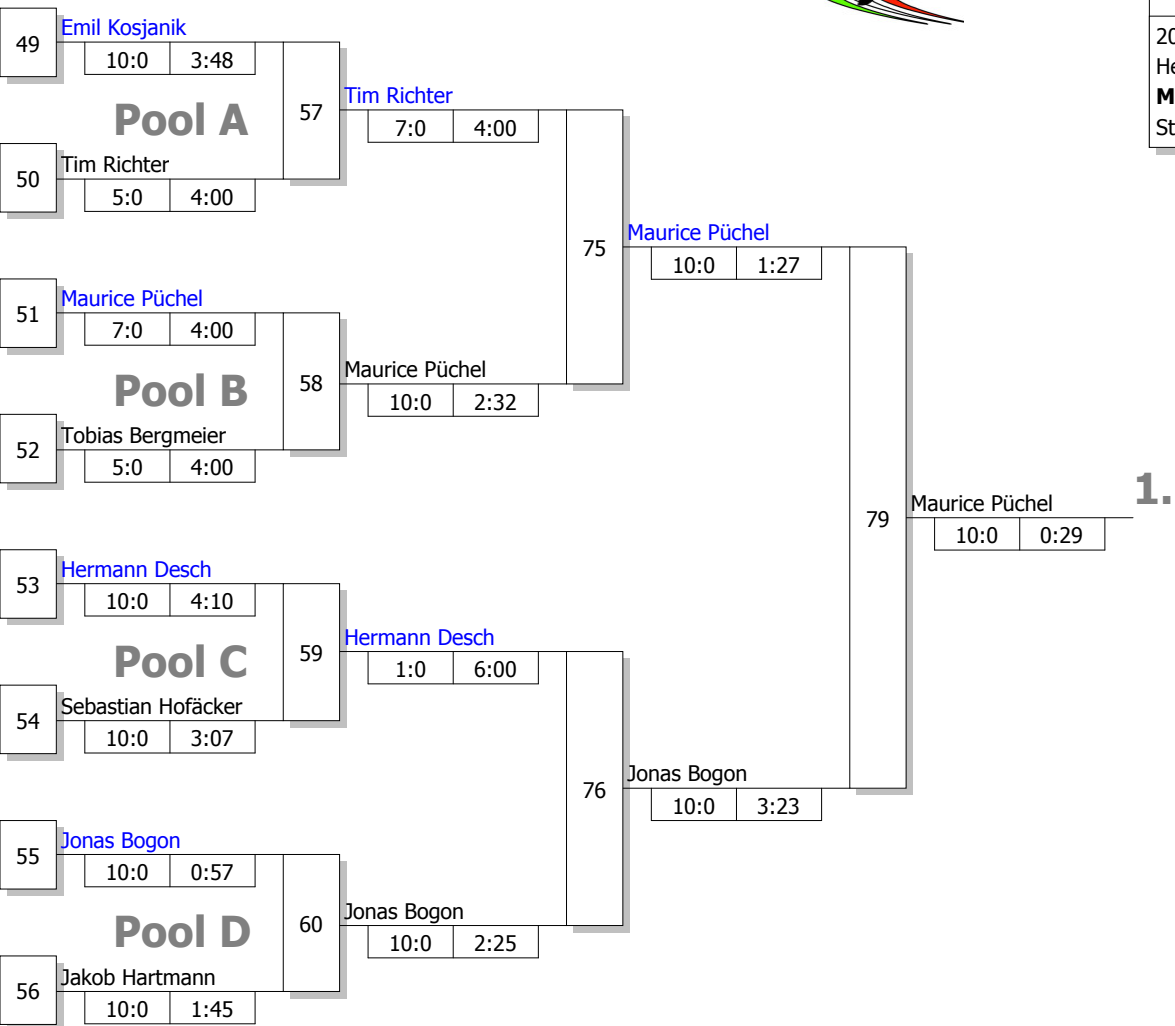 20
He
M
St
49
Emil Kosjanik
10:0 3:48
Pool A
57
Tim Richter
7:0 4:00
50
Tim Richter
5:0 4:00
75
Maurice Püchel
10:0 1:27
51
Maurice Püchel
7:0 4:00
Pool B
58
Maurice Püchel
10:0 2:32
52
Tobias Bergmeier
5:0 4:00
79
Maurice Püchel
10:0 0:29
1.
53
Hermann Desch
10:0 4:10
Pool C
59
Hermann Desch
1:0 6:00
54
Sebastian Hofäcker
10:0 3:07
76
Jonas Bogon
10:0 3:23
55
Jonas Bogon
10:0 0:57
Pool D
60
Jonas Bogon
10:0 2:25
56
Jakob Hartmann
10:0 1:45